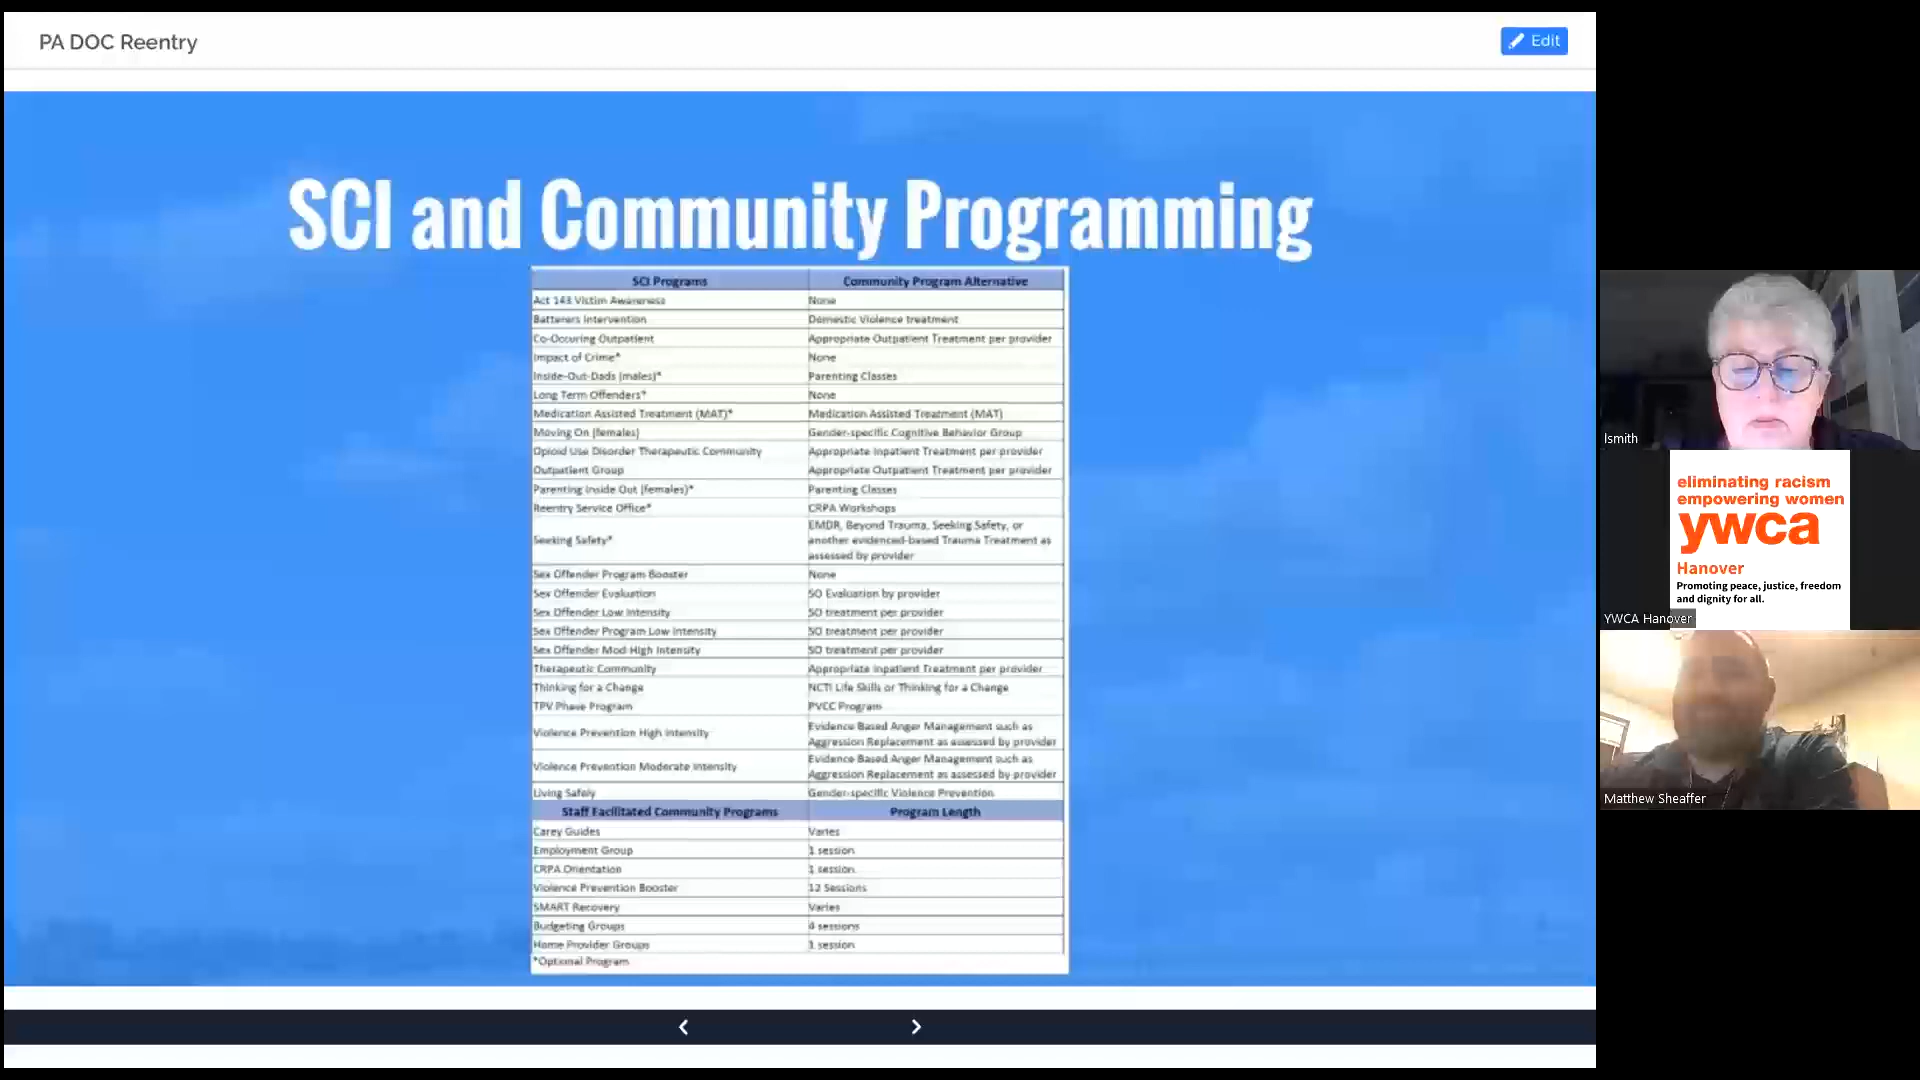 PA DOC Reentry
Edit
SCI and Community Programming
SCI Programs Community Program Alternative
Act 143 Victim Awareness None
Batterers Intervention Domestic Violence treatment
Co-Occuring Outpatient Appropriate Outpatient Treatment per provider
Impact of Crime* None
Inside-Out-Dads (males)* Parenting Classes
Long Term Offenders* None
Medication Assisted Treatment (MAT)* Medication Assisted Treatment (MAT)
Moving On (females) Gender-specific Cognitive Behavior Group
Opioid Use Disorder Therapeutic Community Appropriate Inpatient Treatment per provider
Outpatient Group Appropriate Outpatient Treatment per provider
Parenting Inside Out (females)* Parenting Classes
Reentry Service Office* CRPA Workshops
Seeking Safety* EMDR, Beyond Trauma, Seeking Safety, or
another evidenced-based Trauma Treatment as
assessed by provider
Sex Offender Program Booster None
Sex Offender Evaluation SO Evaluation by provider
Sex Offender Low Intensity SO treatment per provider
Sex Offender Program Low Intensity SO treatment per provider
Sex Offender Mod High Intensity SO treatment per provider
Therapeutic Community Appropriate Inpatient Treatment per provider
Thinking for a Change NCTI Life Skills or Thinking for a Change
TPV Phase Program PVCC Program
Violence Prevention High Intensity Evidence Based Anger Management such as
Aggression Replacement as assessed by provider
Violence Prevention Moderate Intensity Evidence Based Anger Management such as
Aggression Replacement as assessed by provider
Living Safely Gender-specific Violence Prevention
Staff Facilitated Community Programs Program Length
Carey Guides Varies
Employment Group 1 session
CRPA Orientation 1 session
Violence Prevention Booster 12 Sessions
SMART Recovery Varies
Budgeting Groups 4 sessions
Home Provider Groups 1 session
*Optional Program
lsmith
eliminating racism
empowering women
ywca
Hanover
Promoting peace, justice, freedom
and dignity for all.
YWCA Hanover
Matthew Sheaffer